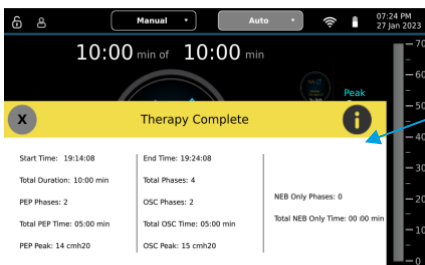 Manual
Auto
07:24 PM
27 Jan 2023
10:00 min of 10:00 min
Peak
70
60
50
40
30
20
10
0
X
Therapy Complete
i
Start Time: 19:14:08
Total Duration: 10:00 min
PEP Phases: 2
Total PEP Time: 05:00 min
PEP Peak: 14 cmh20
End Time: 19:24:08
Total Phases: 4
OSC Phases: 2
Total OSC Time: 05:00 min
OSC Peak: 15 cmh20
NEB Only Phases: 0
Total NEB Only Time: 00:00 min